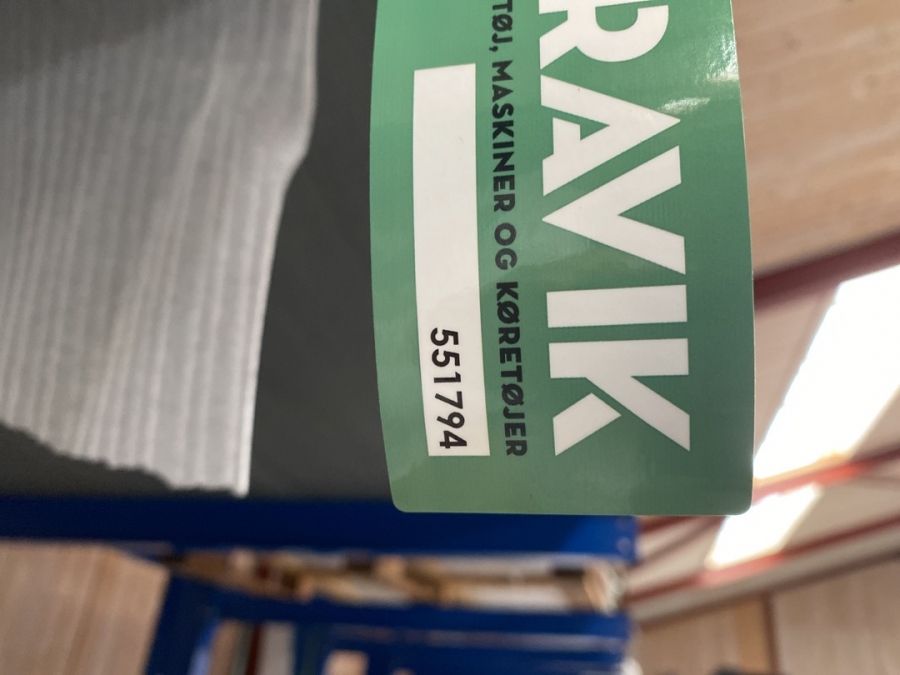 RAVIK
TØJ, MASKINER OG KØRETØJER
551794